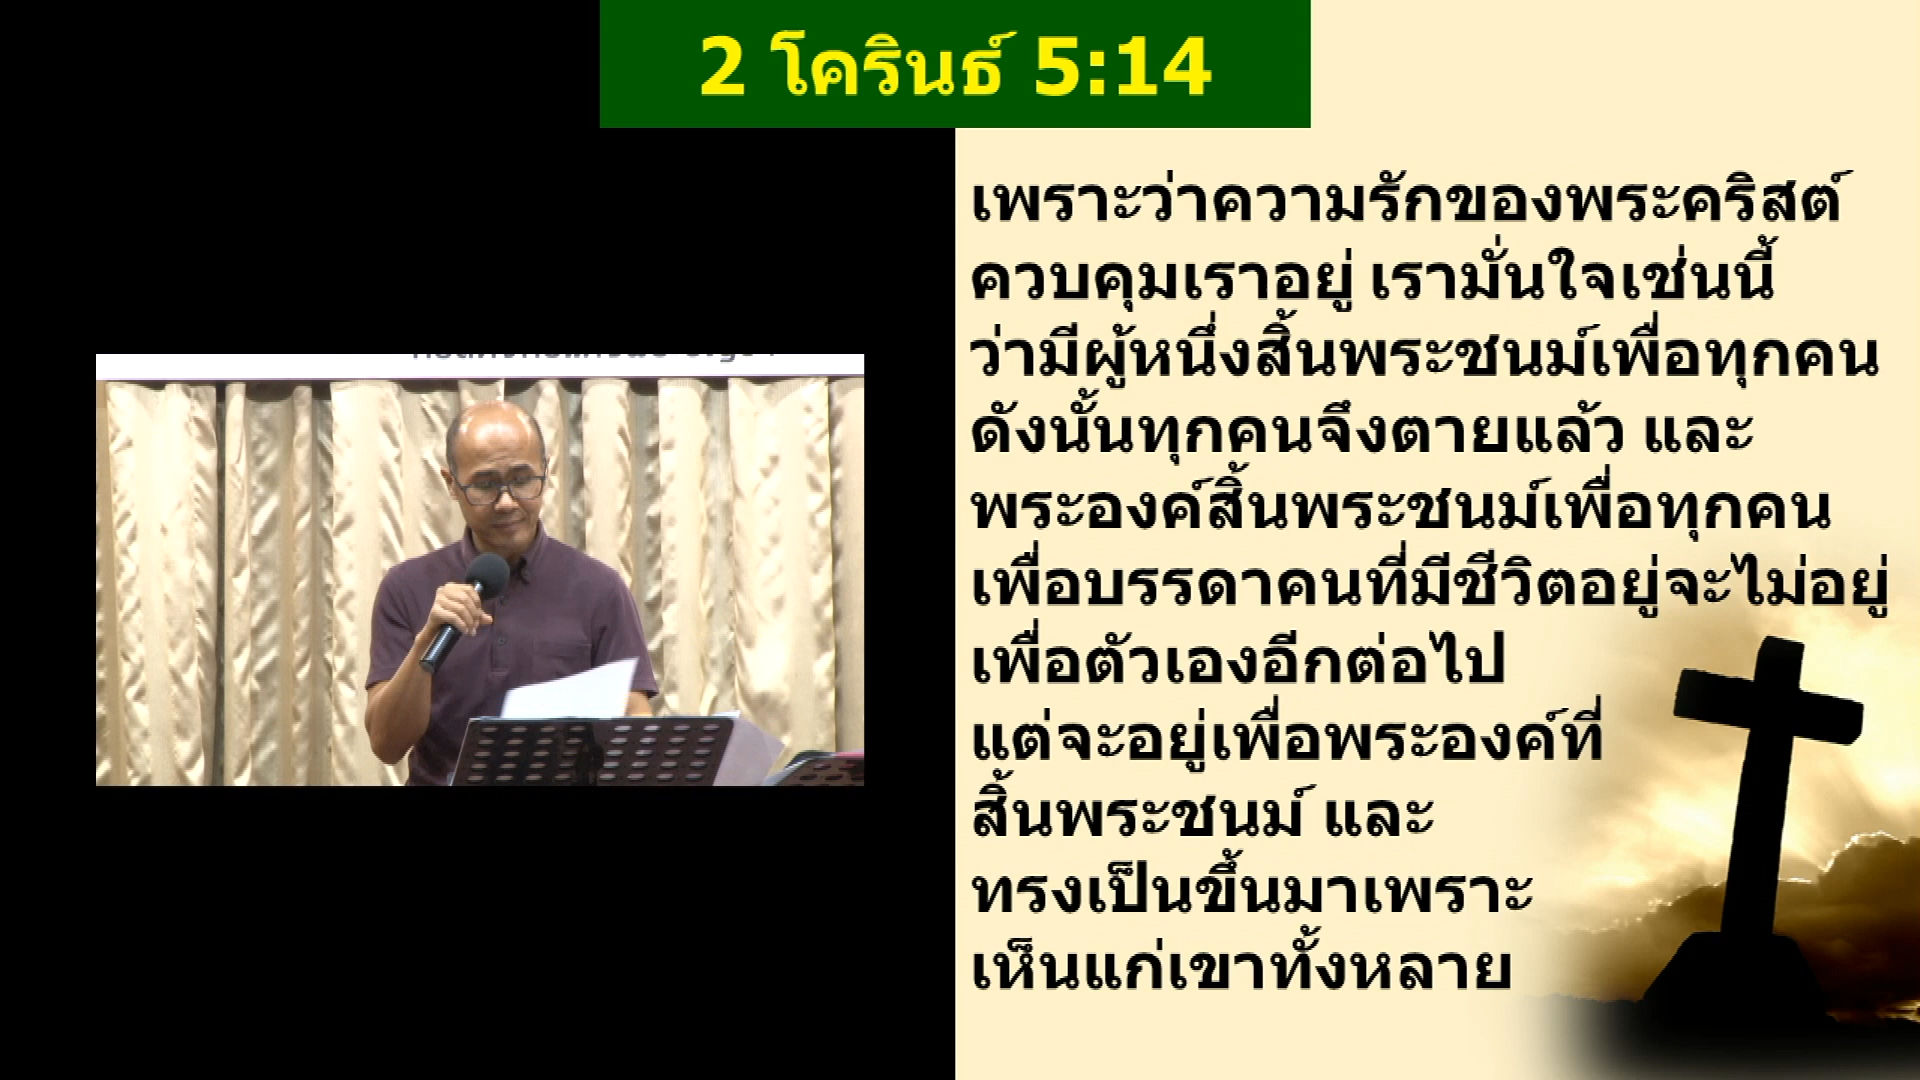 2 โครินธ์ 5:14
เพราะว่าความรักของพระคริสต์
ควบคุมเราอยู่ เรามั่นใจเช่นนี้
ว่ามีผู้หนึ่งสิ้นพระชนม์เพื่อทุกคน
ดังนั้นทุกคนจึงตายแล้ว และ
พระองค์สิ้นพระชนม์เพื่อทุกคน
เพื่อบรรดาคนที่มีชีวิตอยู่จะไม่อยู่
เพื่อตัวเองอีกต่อไป
แต่จะอยู่เพื่อพระองค์ที่
สิ้นพระชนม์ และ
ทรงเป็นขึ้นมาเพราะ
เห็นแก่เขาทั้งหลาย